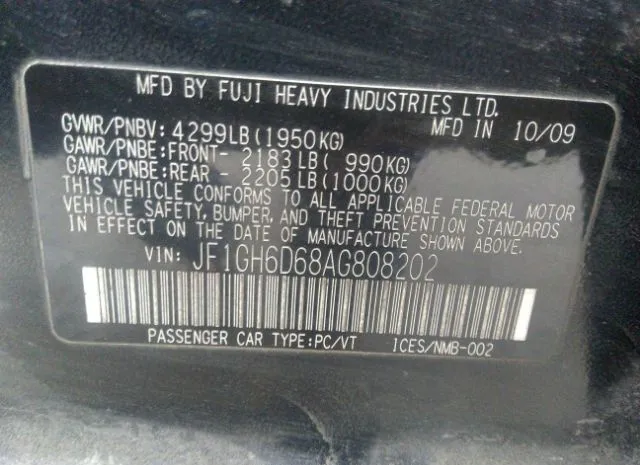 MFD BY FUJI HEAVY INDUSTRIES LTD.
GVWR/PNBV: 4299LB(1950KG) MFD IN 10/09
GAWR/PNBE:FRONT- 2183LB( 990KG)
GAWR/PNBE:REAR - 2205LB(1000KG)
THIS VEHICLE CONFORMS TO ALL APPLICABLE FEDERAL MOTOR
VEHICLE SAFETY, BUMPER, AND THEFT PREVENTION STANDARDS
IN EFFECT ON THE DATE OF MANUFACTURE SHOWN ABOVE.
VIN: JF1GH6D68AG808202
PASSENGER CAR TYPE:PC/VT 1CES/NMB-002